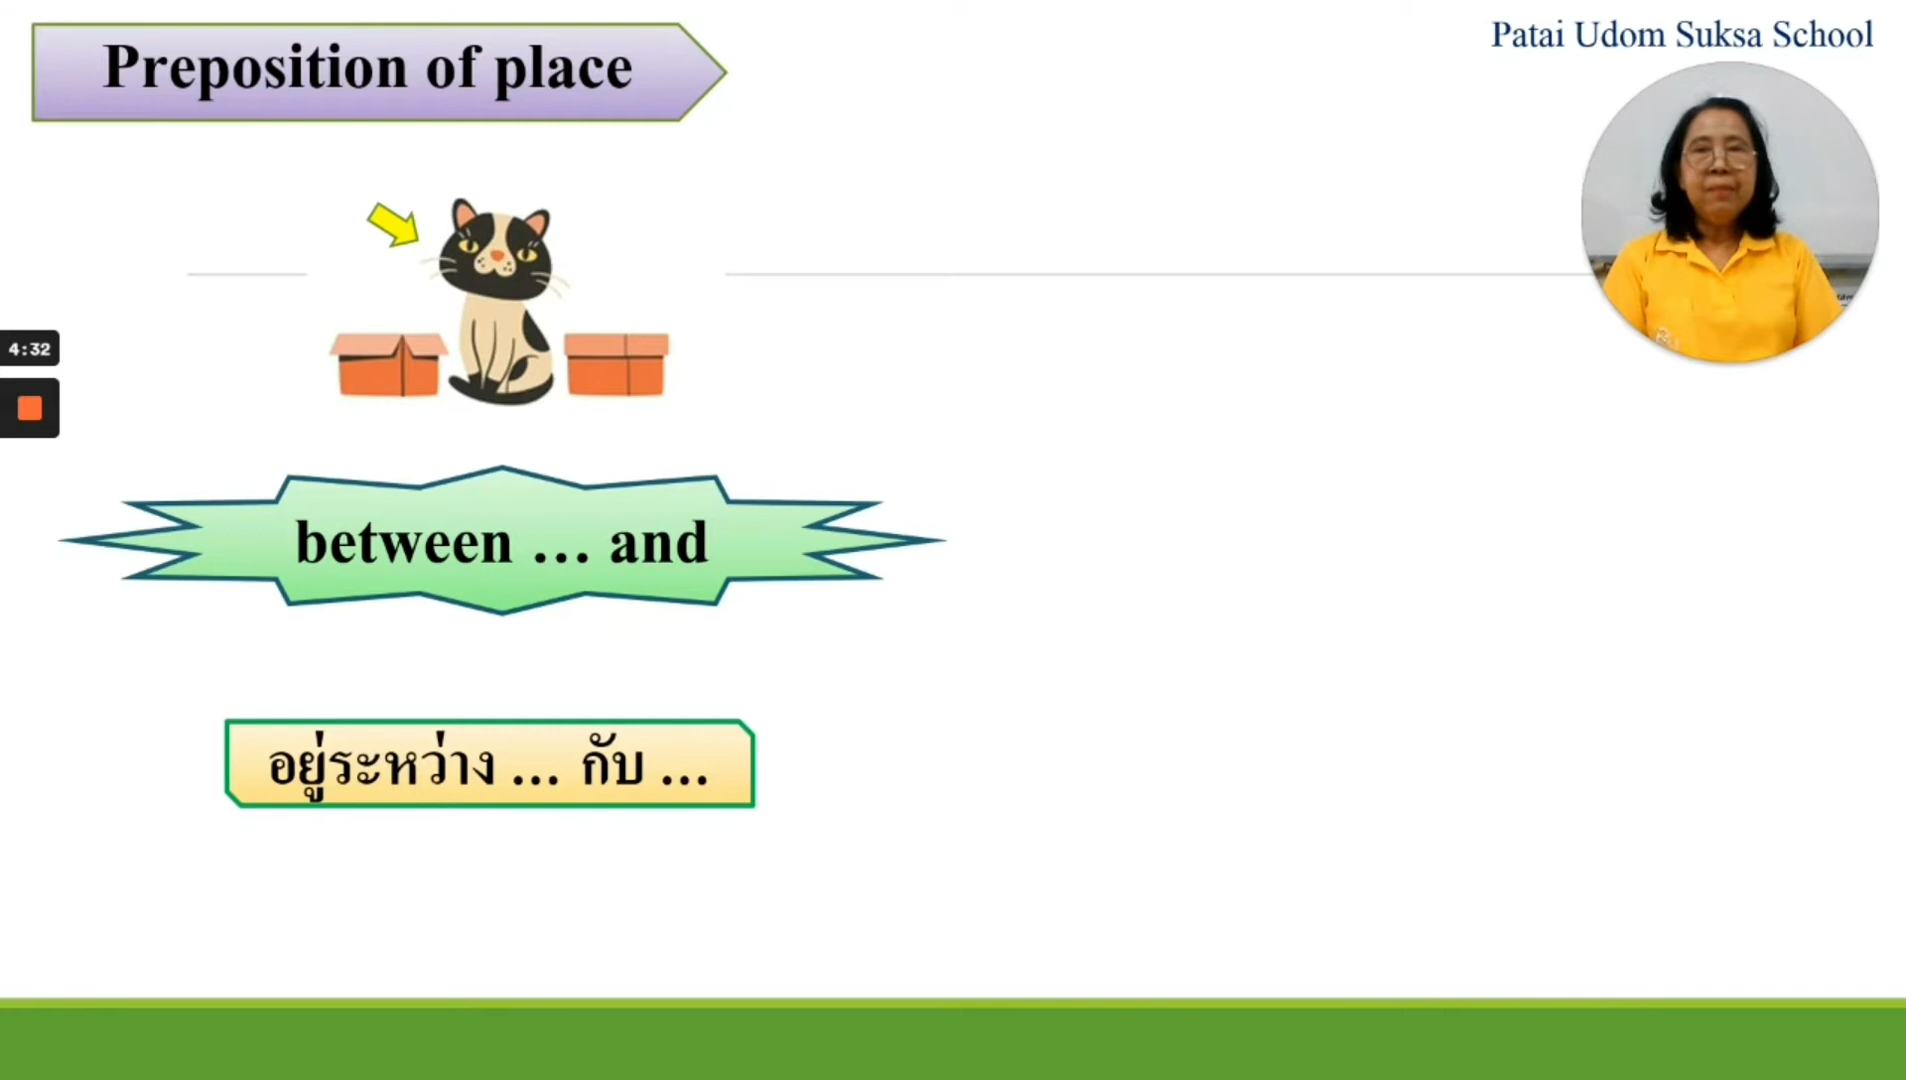 Preposition of place
Patai Udom Suksa School
4:32
between … and
อยู่ระหว่าง … กับ …